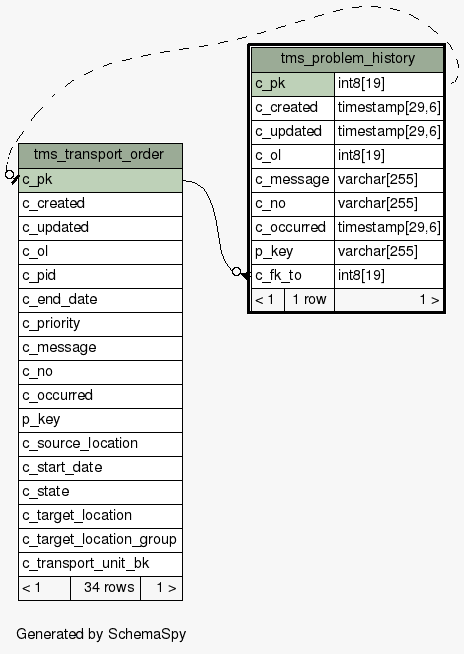 tms_problem_history
c_pk int8[19]
c_created timestamp[29,6]
c_updated timestamp[29,6]
c_ol int8[19]
c_message varchar[255]
c_no varchar[255]
c_occurred timestamp[29,6]
p_key varchar[255]
c_fk_to int8[19]
< 1 1 row 1 >
tms_transport_order
c_pk
c_created
c_updated
c_ol
c_pid
c_end_date
c_priority
c_message
c_no
c_occurred
p_key
c_source_location
c_start_date
c_state
c_target_location
c_target_location_group
c_transport_unit_bk
< 1 34 rows 1 >
Generated by SchemaSpy